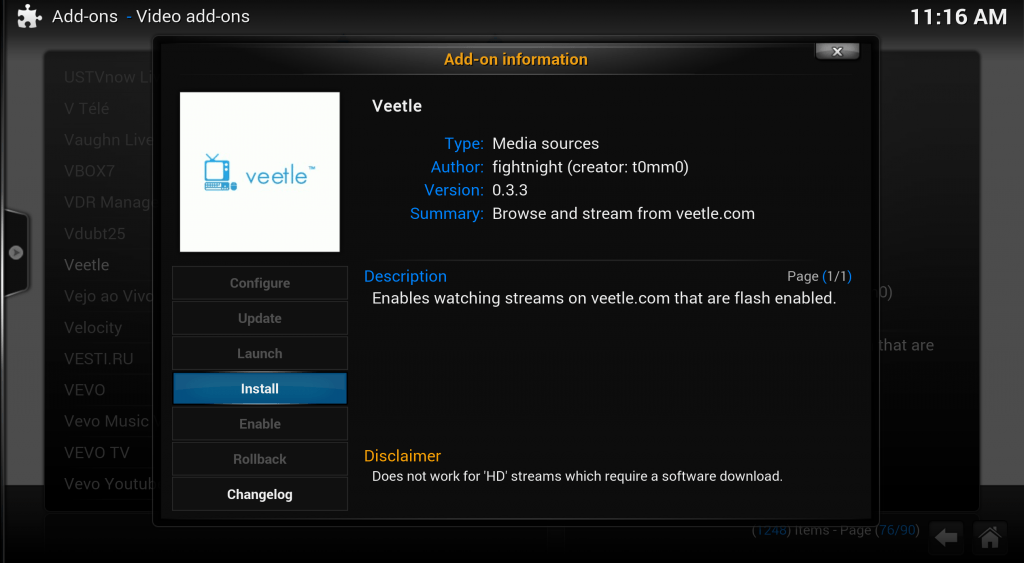 Add-ons - Video add-ons
11:16 AM
Add-on information
veetle™
Veetle
Type: Media sources
Author: fightnight (creator: t0mm0)
Version: 0.3.3
Summary: Browse and stream from veetle.com
Configure
Update
Launch
Install
Enable
Rollback
Changelog
Description
Page (1/1)
Enables watching streams on veetle.com that are flash enabled.
Disclaimer
Does not work for 'HD' streams which require a software download.
USTVnow Li
V Télé
Vaughn Live
VBOX7
VDR Manag
Vdubt25
Veetle
Vejo ao Vivo
Velocity
VESTI.RU
VEVO
Vevo Music
VEVO TV
Vevo Youtub
0)
that are
(1248) Items - Page (76/90)